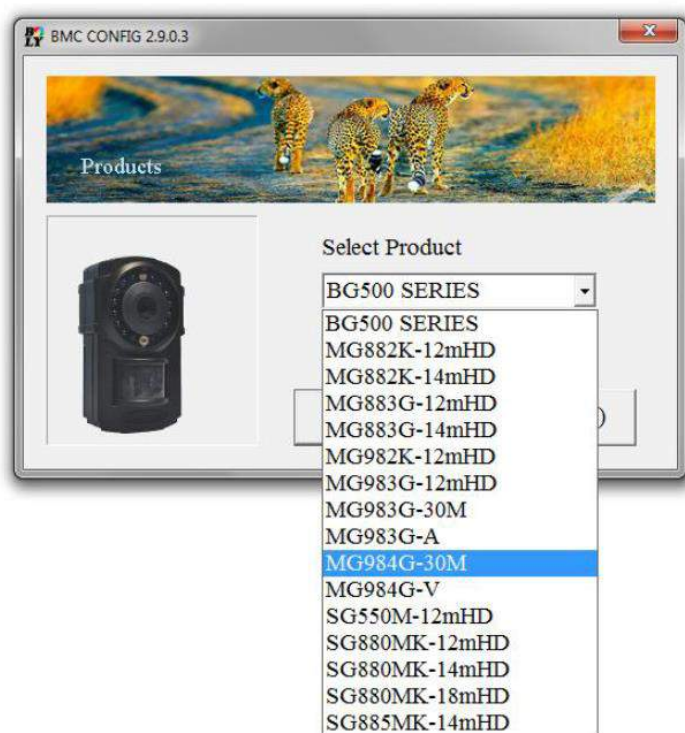 BMC CONFIG 2.9.0.3
Products
Select Product
BG500 SERIES
BG500 SERIES
MG882K-12mHD
MG882K-14mHD
MG883G-12mHD
MG883G-14mHD
MG982K-12mHD
MG983G-12mHD
MG983G-30M
MG983G-A
MG984G-30M
MG984G-V
SG550M-12mHD
SG880MK-12mHD
SG880MK-14mHD
SG880MK-18mHD
SG885MK-14mHD